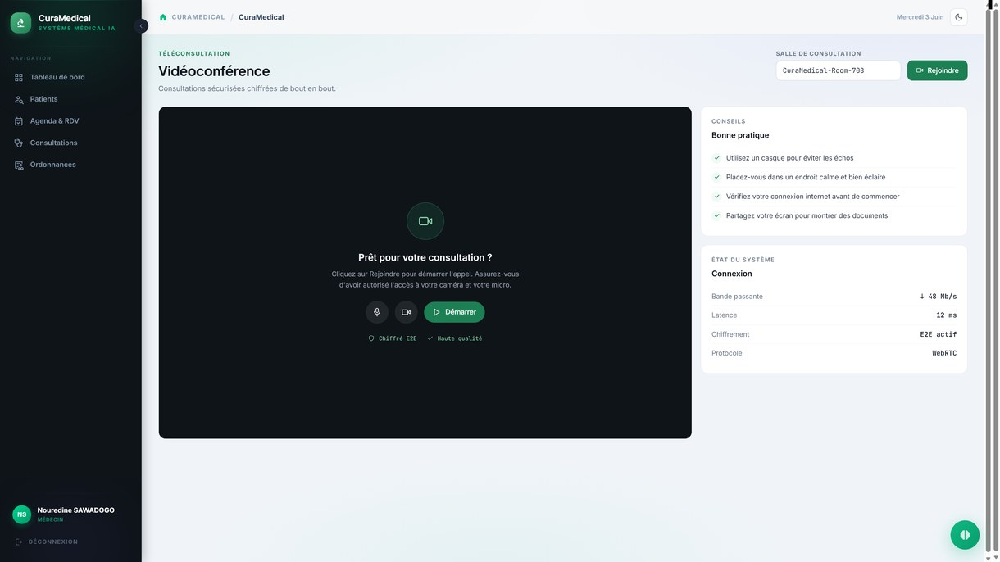 CuraMedical
SYSTÈME MÉDICAL IA
NAVIGATION
Tableau de bord
Patients
Agenda & RDV
Consultations
Ordonnances
NS
Nouredine SAWADOGO
MÉDECIN
DÉCONNEXION
CURAMEDICAL / CuraMedical
Mercredi 3 Juin
TÉLÉCONSULTATION
Vidéoconférence
Consultations sécurisées chiffrées de bout en bout.
SALLE DE CONSULTATION
CuraMedical-Room-708
Rejoindre
Prêt pour votre consultation ?
Cliquez sur Rejoindre pour démarrer l'appel. Assurez-vous
d'avoir autorisé l'accès à votre caméra et votre micro.
Démarrer
Chiffré E2E
Haute qualité
CONSEILS
Bonne pratique
Utilisez un casque pour éviter les échos
Placez-vous dans un endroit calme et bien éclairé
Vérifiez votre connexion internet avant de commencer
Partagez votre écran pour montrer des documents
ÉTAT DU SYSTÈME
Connexion
Bande passante ↓ 48 Mb/s
Latence 12 ms
Chiffrement E2E actif
Protocole WebRTC